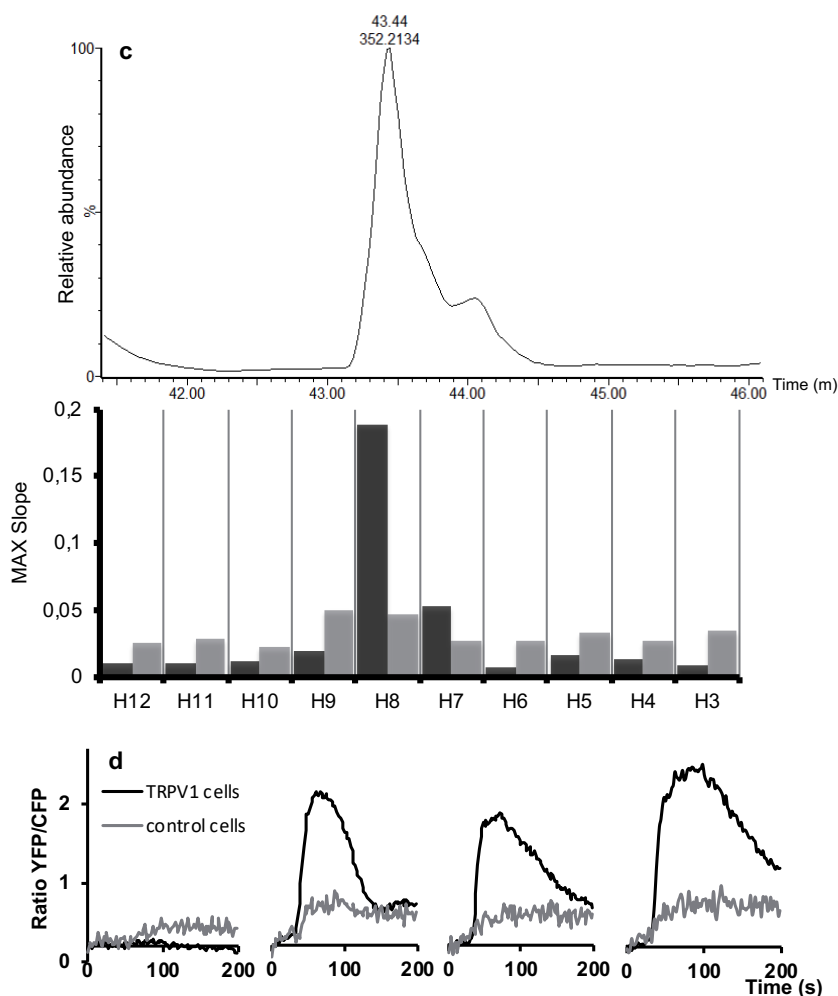 43.44
352.2134
100
c
Relative abundance
%
0
42.00 43.00 44.00 45.00 46.00 Time (m)
0,2
0,15
0,1
0,05
0
MAX Slope
H12 H11 H10 H9 H8 H7 H6 H5 H4 H3
d
TRPV1 cells
control cells
Ratio YFP/CFP
2
1
0
0 100 200 0 100 200 0 100 200 0 100 200
Time (s)